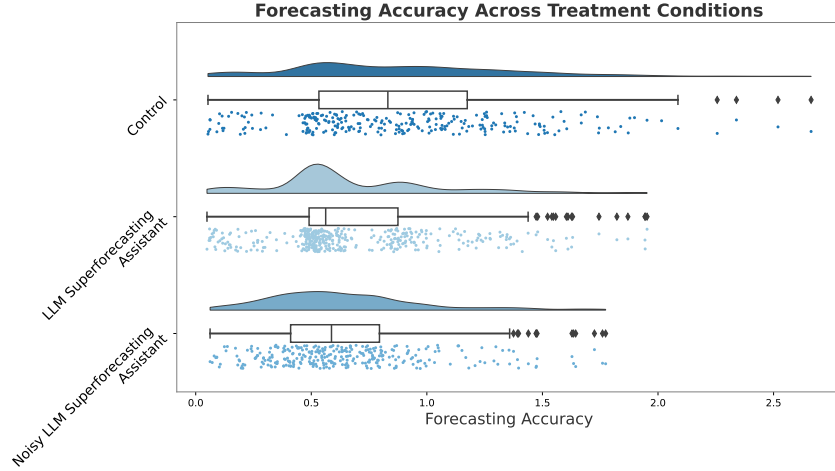 Forecasting Accuracy Across Treatment Conditions
Control
LLM Superforecasting
Assistant
Noisy LLM Superforecasting
Assistant
0.0 0.5 1.0 1.5 2.0 2.5
Forecasting Accuracy